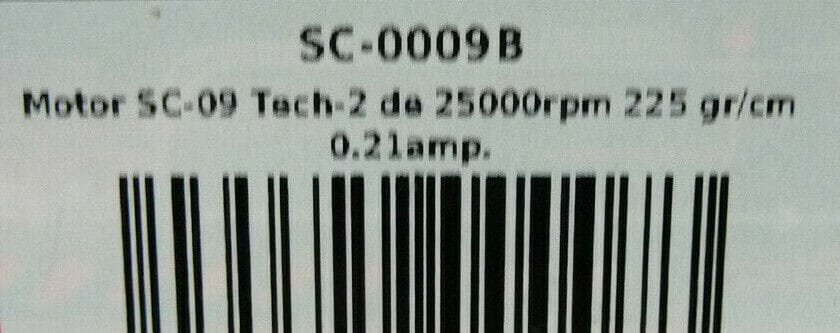 SC-0009B
Motor SC-09 Tech-2 de 25000rpm 225 gr/cm
0.21amp.